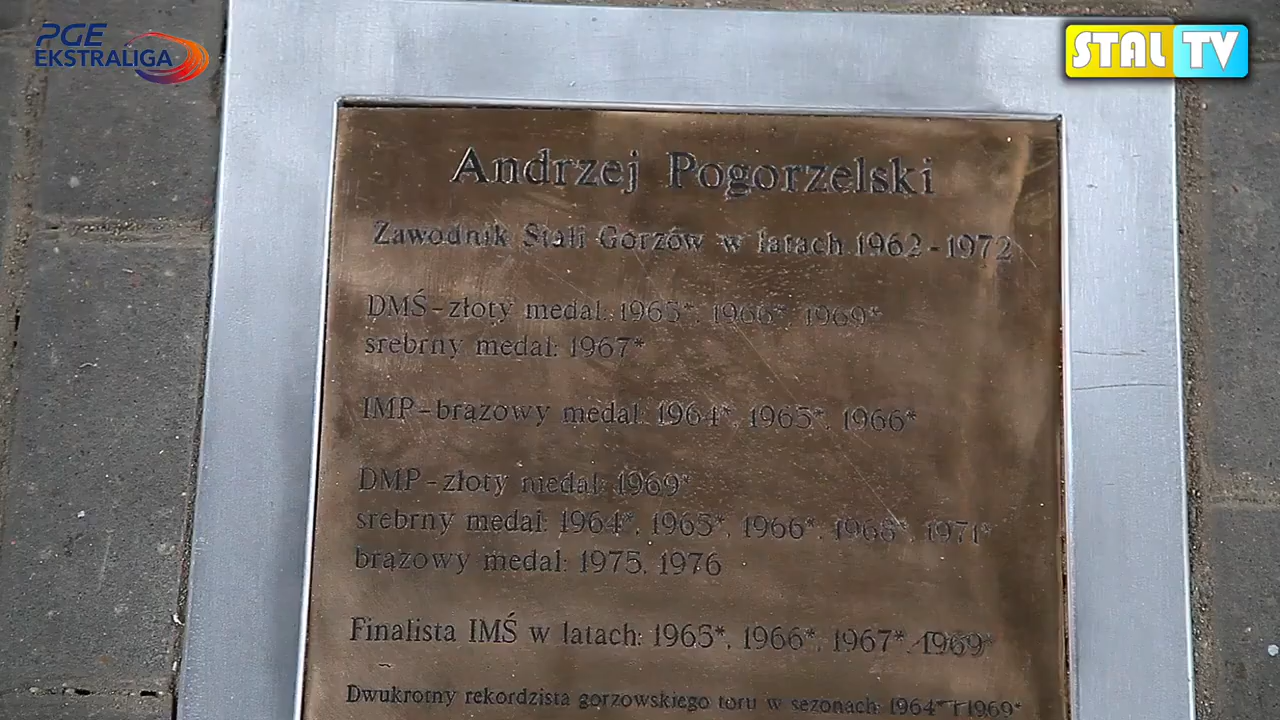 PGE
EKSTRALIGA
STAL TV
Andrzej Pogorzelski
Zawodnik Stali Gorzów w latach 1962-1972
DMŚ-złoty medal: 1965*, 1966*, 1969*
srebrny medal: 1967*
IMP-brązowy medal: 1964*, 1965*, 1966*
DMP-złoty medal: 1969*
srebrny medal: 1964*, 1965*, 1966*, 1968*, 1971*
brązowy medal: 1975, 1976
Finalista IMŚ w latach: 1965*, 1966*, 1967*, 1969*
Dwukrotny rekordzista gorzowskiego toru w sezonach: 1964* i 1969*